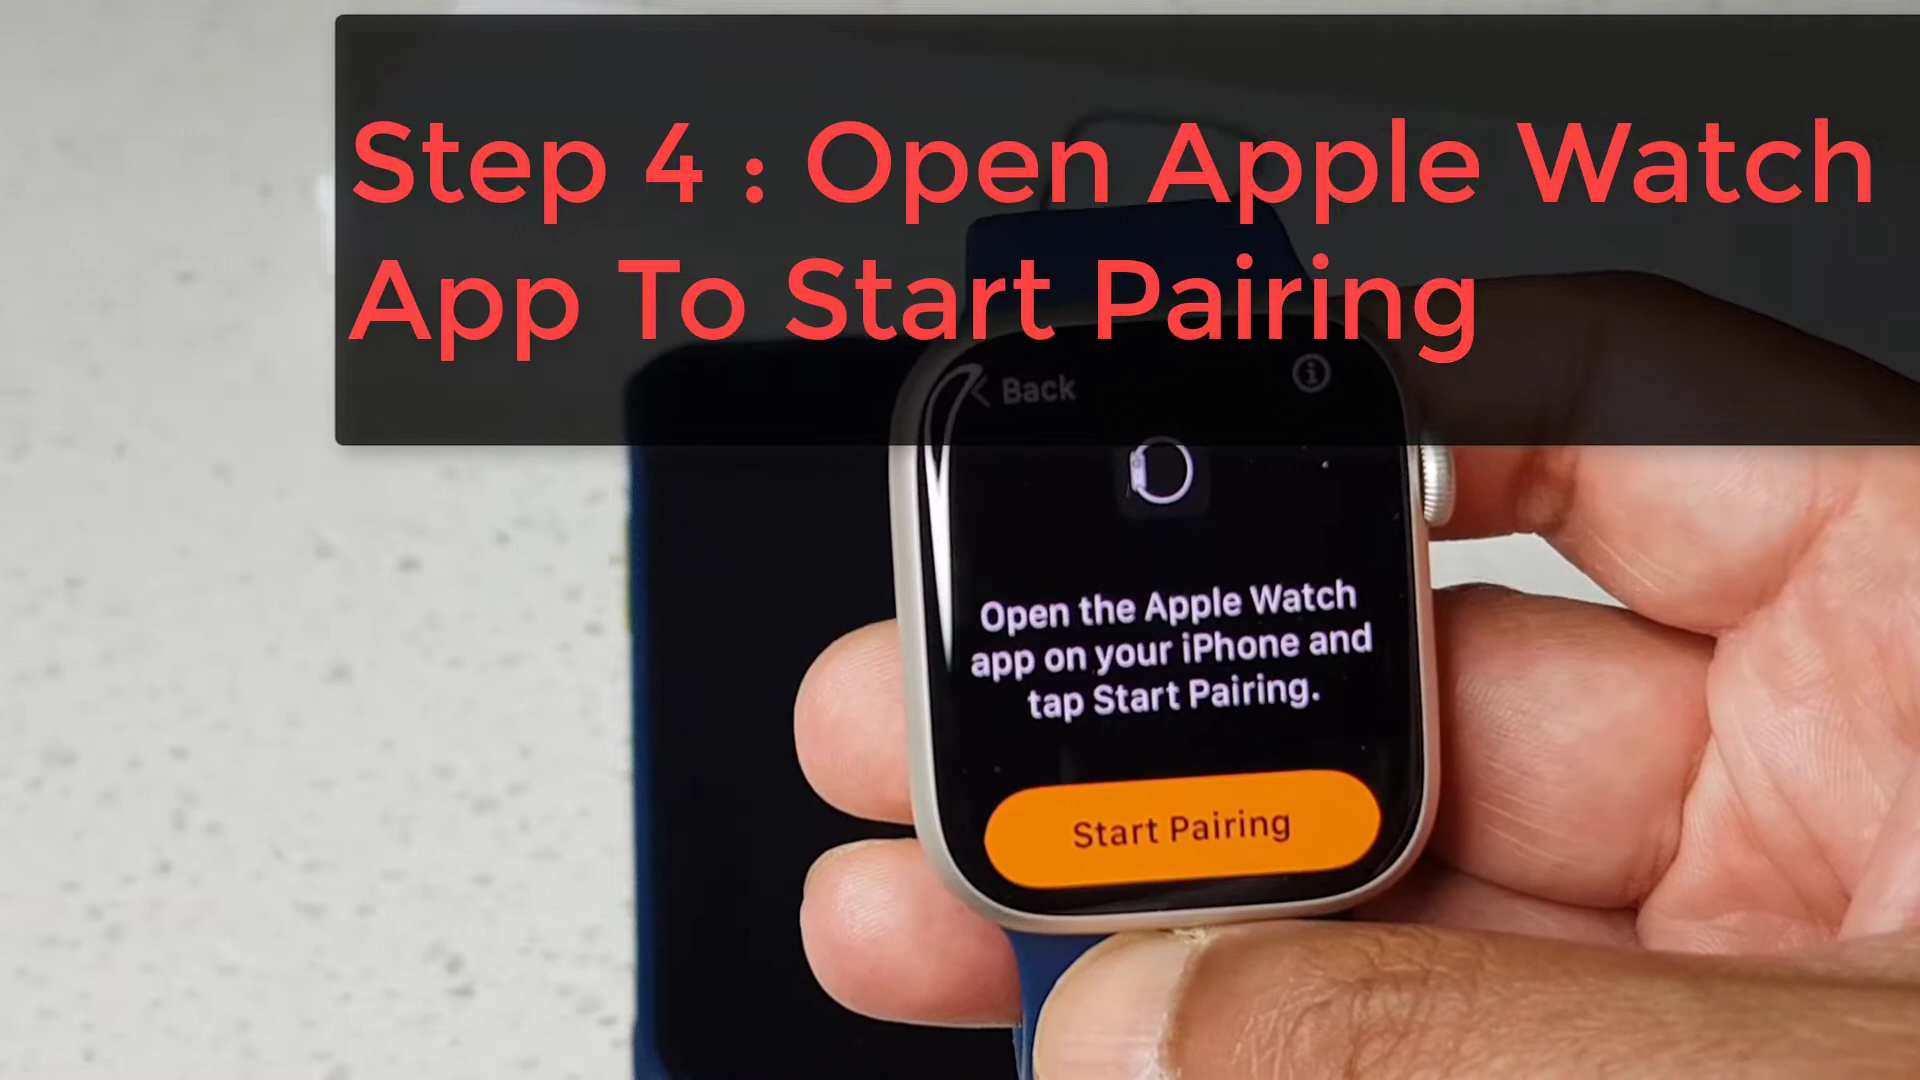 Step 4 : Open Apple Watch
App To Start Pairing
Back
Open the Apple Watch
app on your iPhone and
tap Start Pairing.
Start Pairing